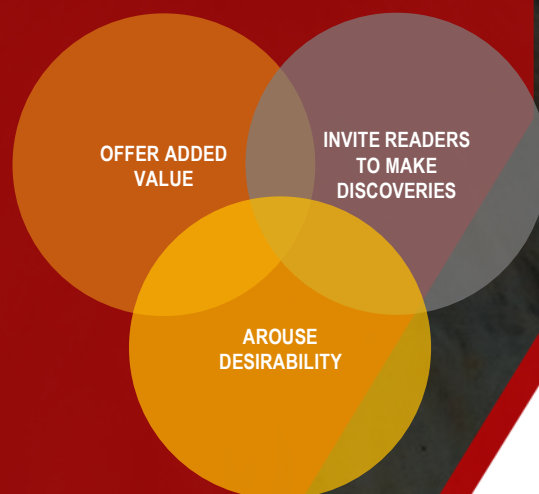 OFFER ADDED
VALUE
INVITE READERS
TO MAKE
DISCOVERIES
AROUSE
DESIRABILITY